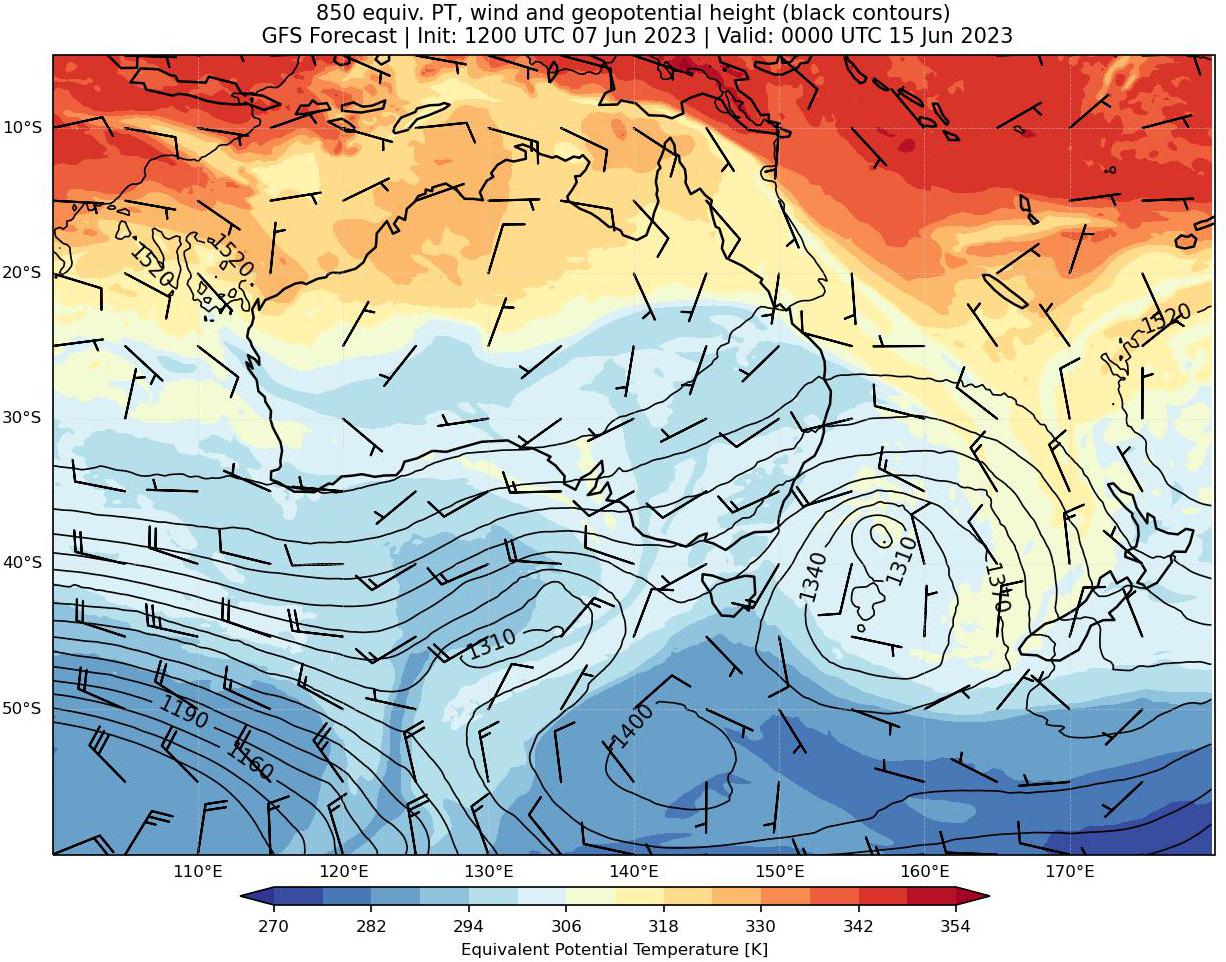 850 equiv. PT, wind and geopotential height (black contours)
GFS Forecast | Init: 1200 UTC 07 Jun 2023 | Valid: 0000 UTC 15 Jun 2023
10°S
20°S
30°S
40°S
50°S
1520
1520
1520
1340
1310
1370
1310
1190
1160
1400
110°E
120°E
130°E
140°E
150°E
160°E
170°E
270
282
294
306
318
330
342
354
Equivalent Potential Temperature [K]